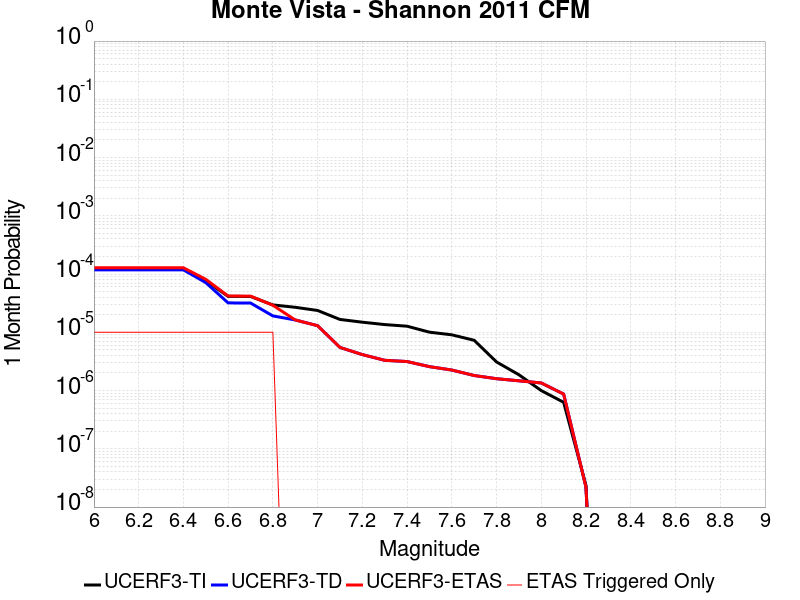 Monte Vista - Shannon 2011 CFM
10^0
10^-1
10^-2
10^-3
10^-4
10^-5
10^-6
10^-7
10^-8
1 Month Probability
6 6.2 6.4 6.6 6.8 7 7.2 7.4 7.6 7.8 8 8.2 8.4 8.6 8.8 9
Magnitude
UCERF3-TI UCERF3-TD UCERF3-ETAS ETAS Triggered Only